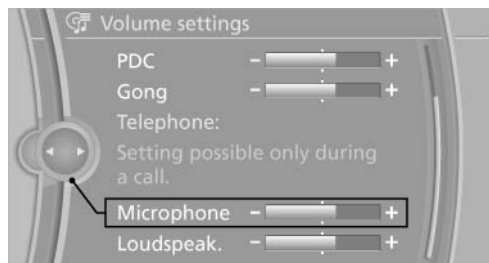 Volume settings
PDC - +
Gong - +
Telephone:
Setting possible only during
a call.
Microphone - +
Loudspeak. - +